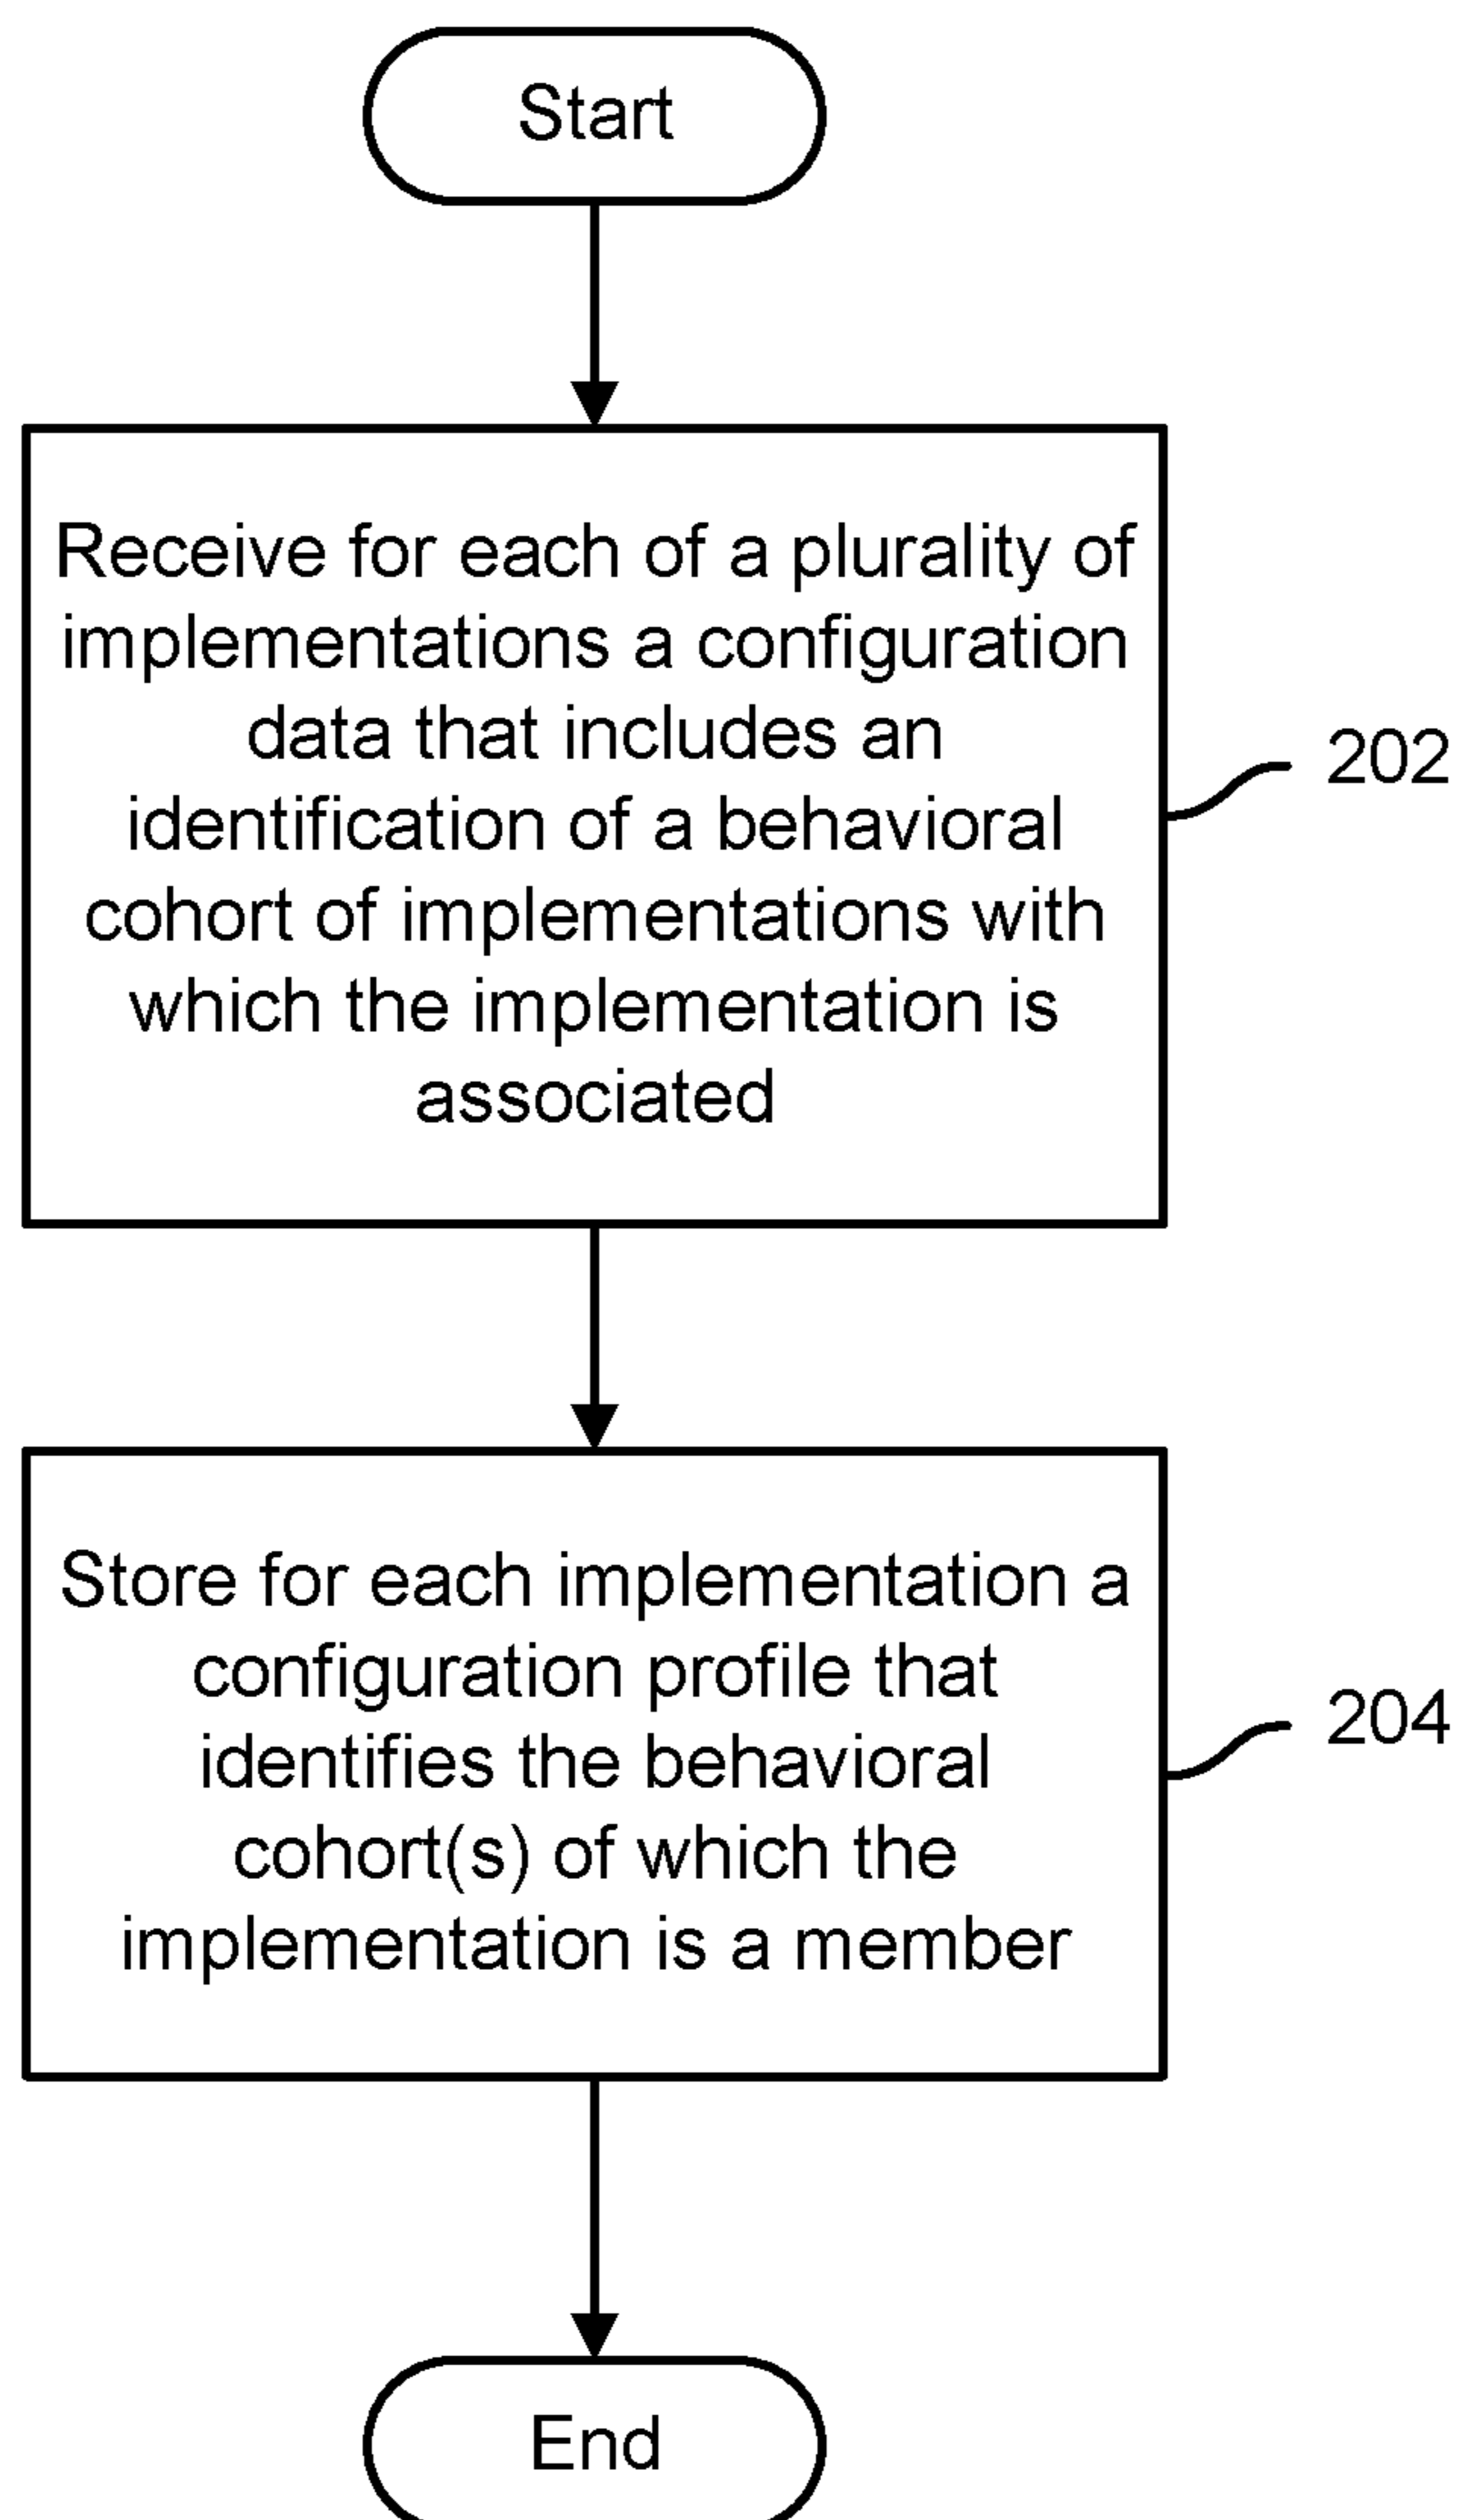 Start
Receive for each of a plurality of
implementations a configuration
data that includes an
identification of a behavioral
cohort of implementations with
which the implementation is
associated
202
Store for each implementation a
configuration profile that
identifies the behavioral
cohort(s) of which the
implementation is a member
204
End